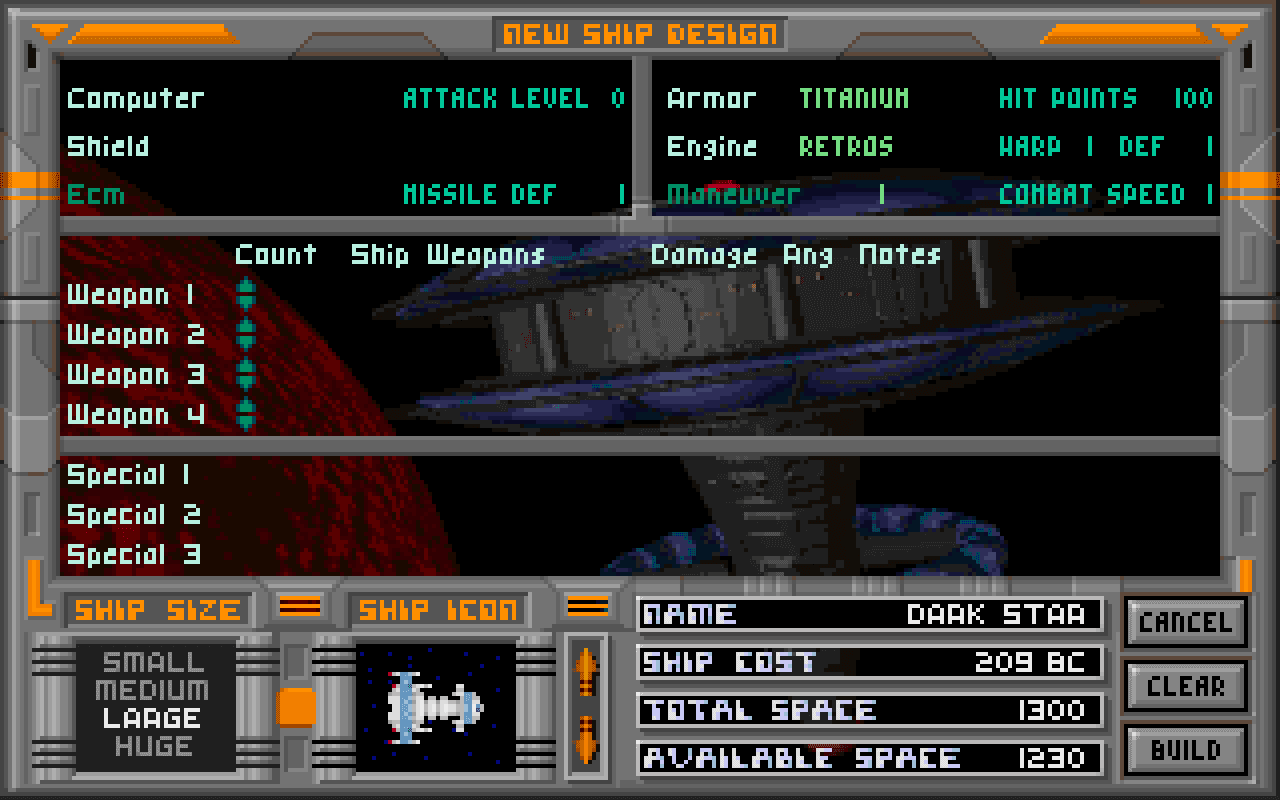 NEW SHIP DESIGN
Computer ATTACK LEVEL 0 Armor TITANIUM HIT POINTS 100
Shield Engine RETROS WARP 1 DEF 1
Ecm MISSILE DEF 1 Maneuver 1 COMBAT SPEED 1
Count Ship Weapons Damage Ang Notes
Weapon 1
Weapon 2
Weapon 3
Weapon 4
Special 1
Special 2
Special 3
SHIP SIZE SHIP ICON NAME DARK STAR CANCEL
SMALL SHIP COST 209 BC
MEDIUM CLEAR
LARGE TOTAL SPACE 1300
HUGE AVAILABLE SPACE 1230 BUILD